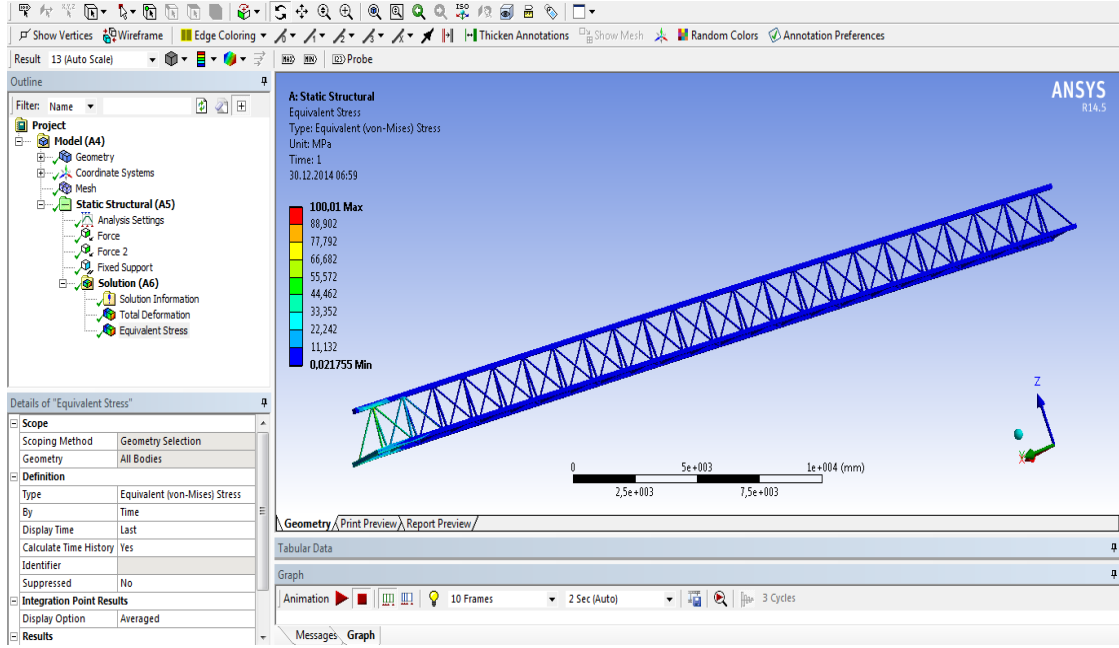 Show Vertices Wireframe Edge Coloring Thicken Annotations Show Mesh Random Colors Annotation Preferences
Result 13 (Auto Scale) MAX MIN Probe
Outline
Filter: Name
Project
Model (A4)
Geometry
Coordinate Systems
Mesh
Static Structural (A5)
Analysis Settings
Force
Force 2
Fixed Support
Solution (A6)
Solution Information
Total Deformation
Equivalent Stress
Details of "Equivalent Stress"
Scope
Scoping Method Geometry Selection
Geometry All Bodies
Definition
Type Equivalent (von-Mises) Stress
By Time
Display Time Last
Calculate Time History Yes
Identifier
Suppressed No
Integration Point Results
Display Option Averaged
Results
A: Static Structural
Equivalent Stress
Type: Equivalent (von-Mises) Stress
Unit: MPa
Time: 1
30.12.2014 06:59
100,01 Max
88,902
77,792
66,682
55,572
44,462
33,352
22,242
11,132
0,021755 Min
ANSYS
R14.5
Z
X
0 5e+003 1e+004 (mm)
2,5e+003 7,5e+003
Geometry Print Preview Report Preview
Tabular Data
Graph
Animation 10 Frames 2 Sec (Auto) 3 Cycles
Messages Graph